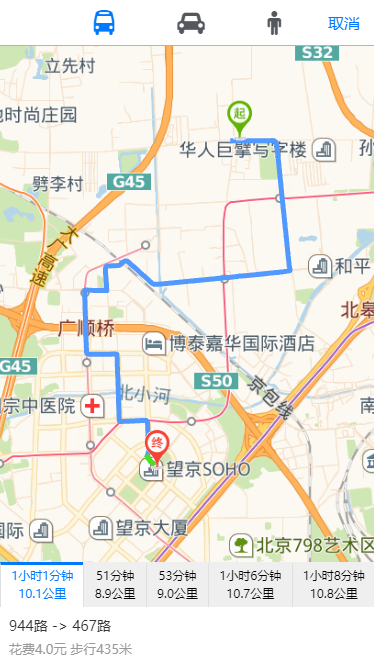 取消
S32
立先村
地时尚庄园
起
华人巨擘写字楼
孙
G45
劈李村
大广高速
和平
北皋
广顺桥
博泰嘉华国际酒店
G45
S50
京包线
北小河
宗中医院
终
望京SOHO
国际
望京大厦
北京798艺术区
1小时1分钟 51分钟 53分钟 1小时6分钟 1小时8分钟
10.1公里 8.9公里 9.0公里 10.7公里 10.8公里
944路 -> 467路
花费4.0元 步行435米